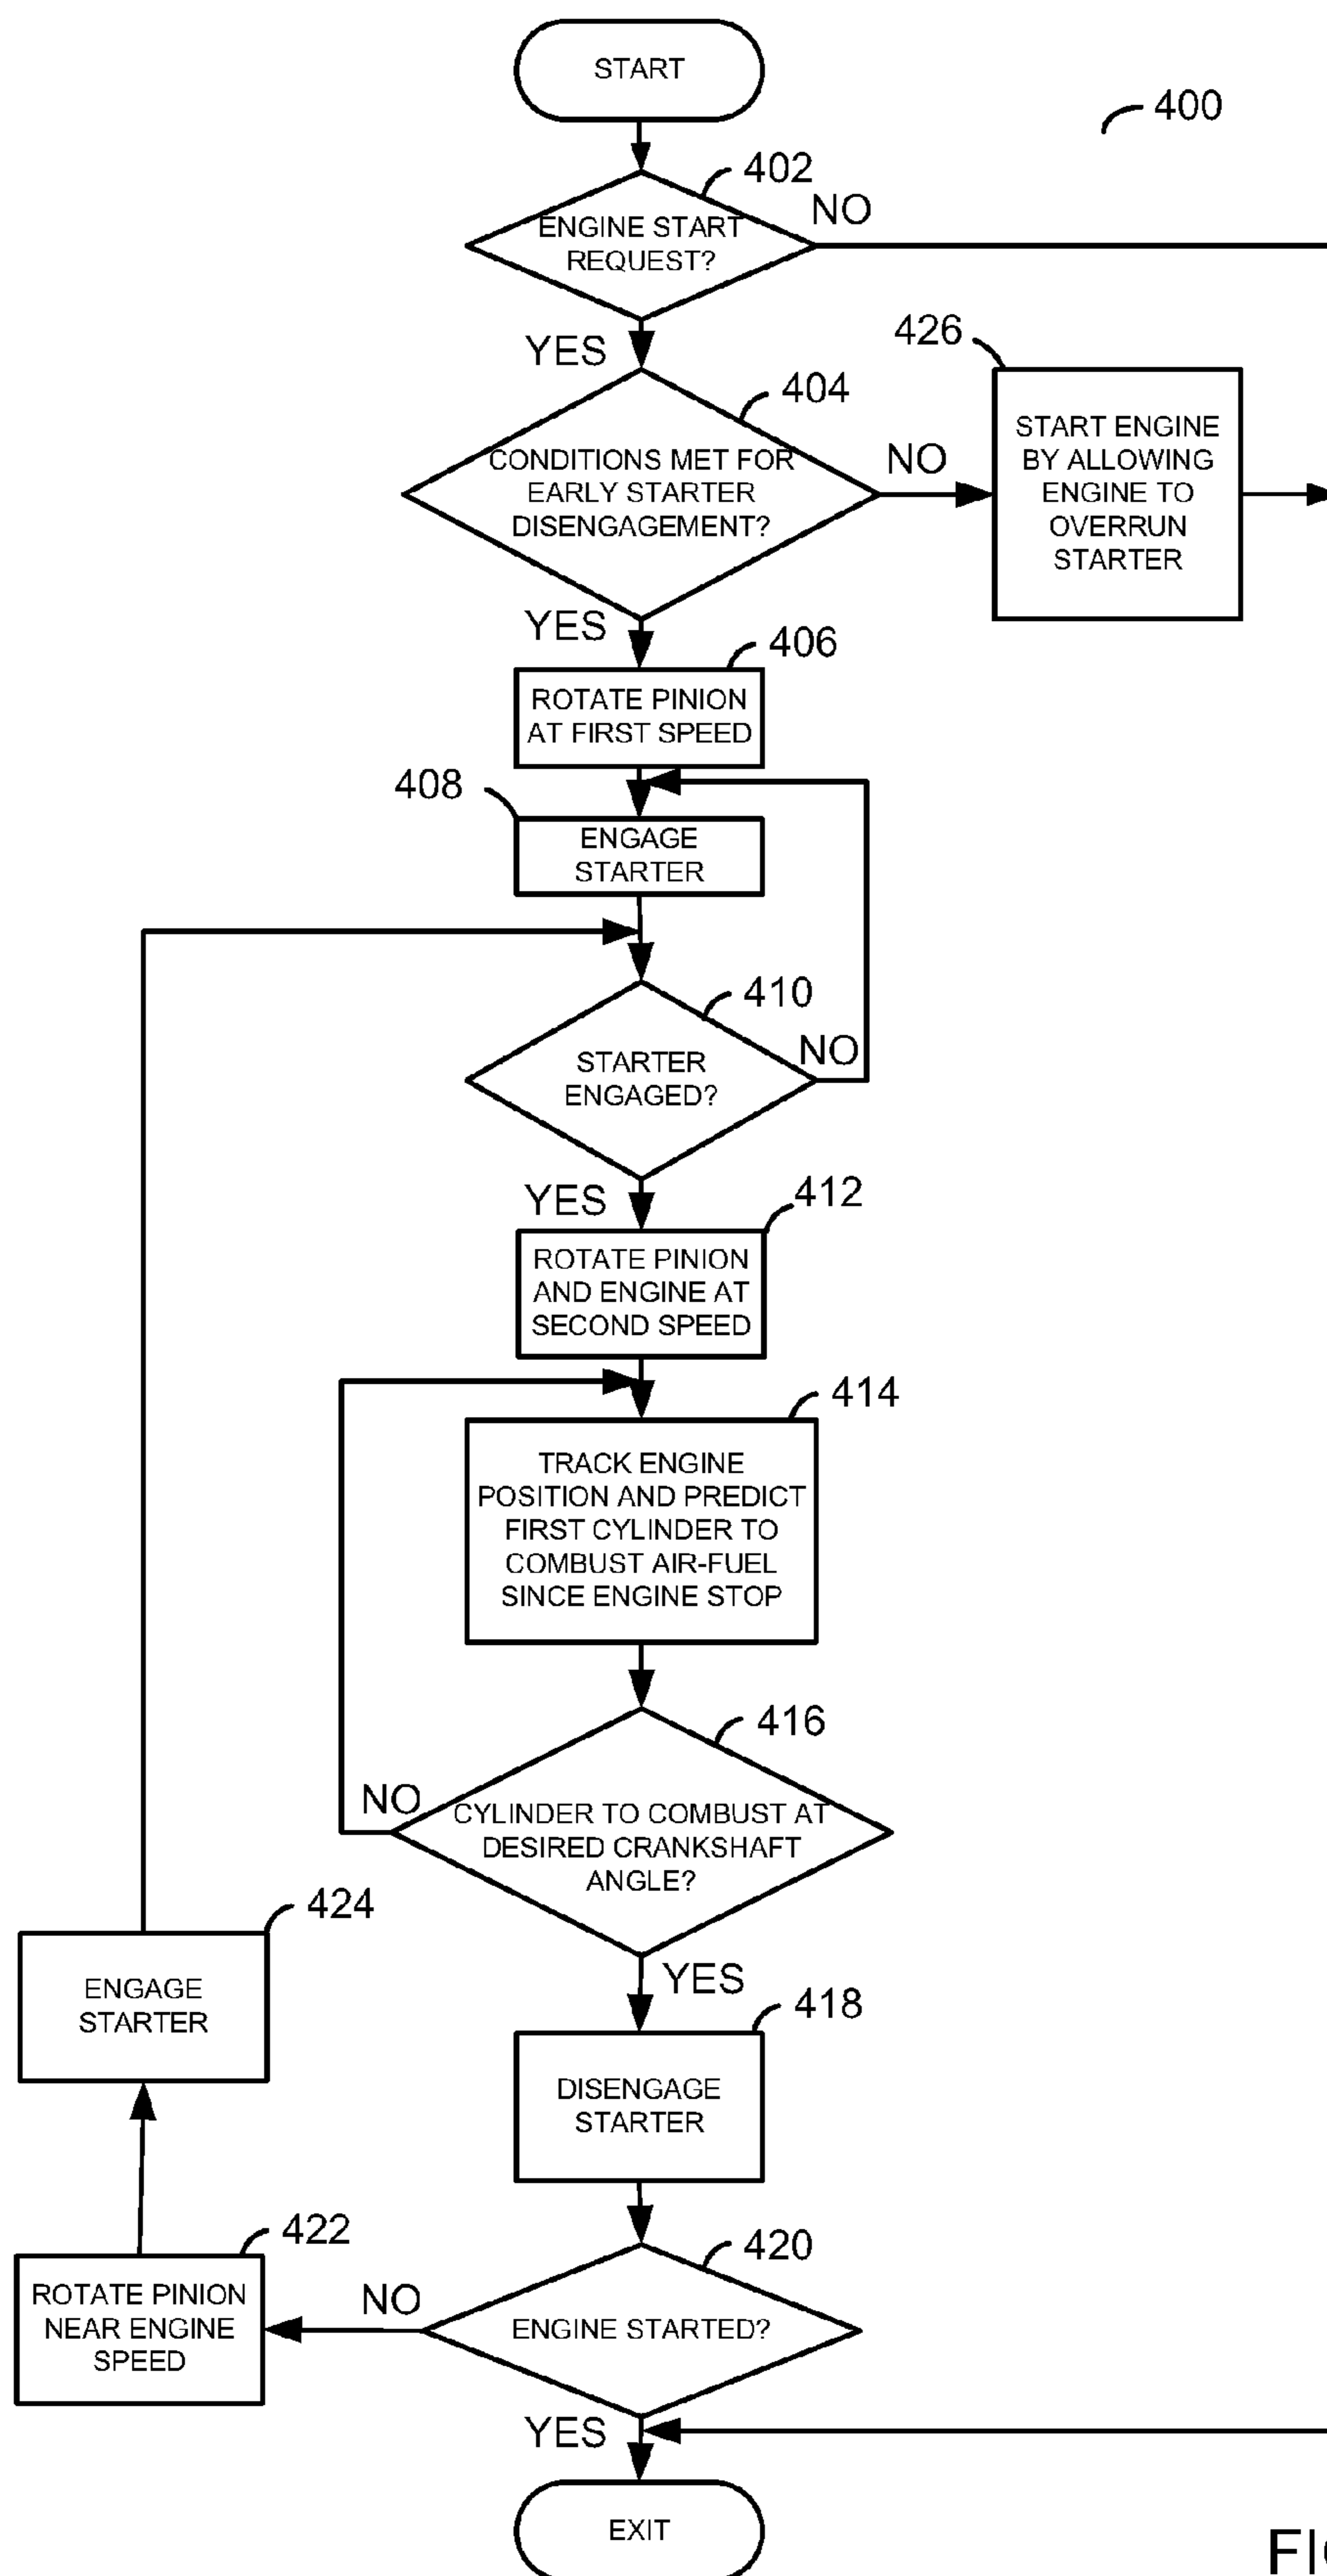 START
400
402
NO
ENGINE START
REQUEST?
YES
426
404
START ENGINE
BY ALLOWING
ENGINE TO
OVERRUN
STARTER
NO
CONDITIONS MET FOR
EARLY STARTER
DISENGAGEMENT?
YES
406
ROTATE PINION
AT FIRST SPEED
408
ENGAGE
STARTER
410
NO
STARTER
ENGAGED?
YES
412
ROTATE PINION
AND ENGINE AT
SECOND SPEED
414
TRACK ENGINE
POSITION AND PREDICT
FIRST CYLINDER TO
COMBUST AIR-FUEL
SINCE ENGINE STOP
416
NO
CYLINDER TO COMBUST AT
DESIRED CRANKSHAFT
ANGLE?
424
YES
ENGAGE
STARTER
418
DISENGAGE
STARTER
422
420
ROTATE PINION
NEAR ENGINE
SPEED
NO
ENGINE STARTED?
YES
EXIT